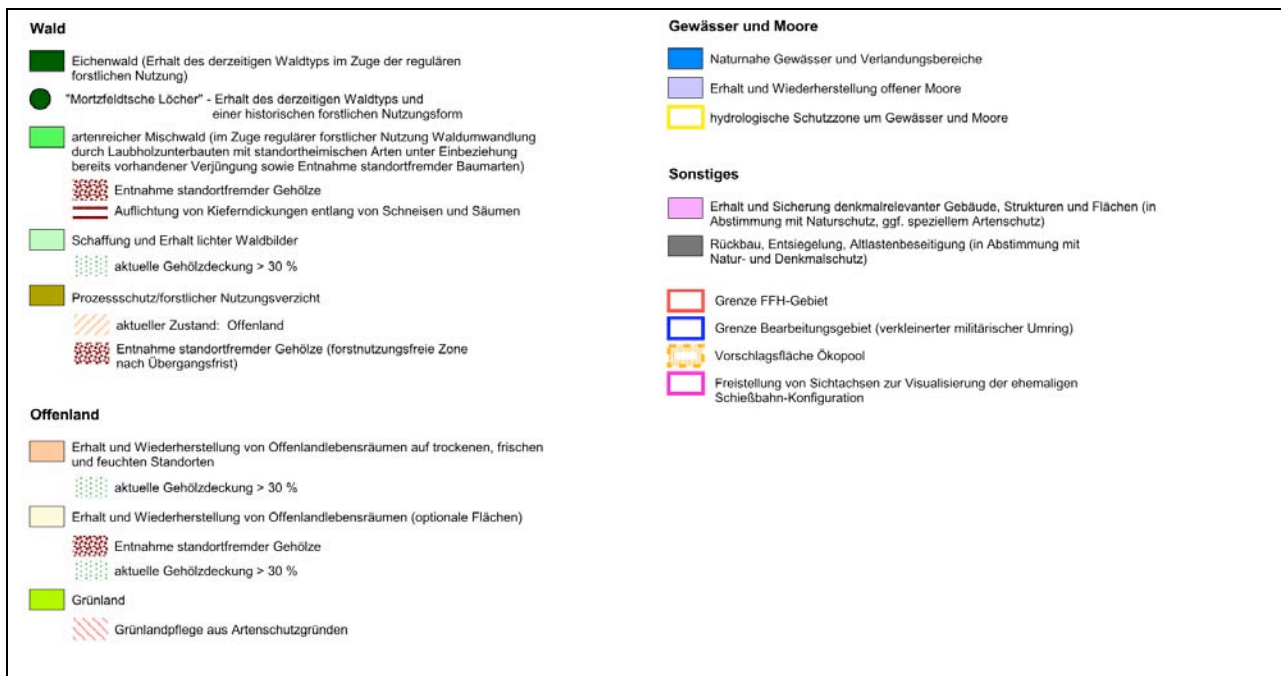 Wald
Eichenwald (Erhalt des derzeitigen Waldtyps im Zuge der regulären
forstlichen Nutzung)
"Mortzfeldtsche Löcher" - Erhalt des derzeitigen Waldtyps und
einer historischen forstlichen Nutzungsform
artenreicher Mischwald (im Zuge regulärer forstlicher Nutzung Waldumwandlung
durch Laubholzunterbauten mit standortheimischen Arten unter Einbeziehung
bereits vorhandener Verjüngung sowie Entnahme standortfremder Baumarten)
Entnahme standortfremder Gehölze
Auflichtung von Kieferndickungen entlang von Schneisen und Säumen
Schaffung und Erhalt lichter Waldbilder
aktuelle Gehölzdeckung > 30 %
Prozessschutz/forstlicher Nutzungsverzicht
aktueller Zustand: Offenland
Entnahme standortfremder Gehölze (forstnutzungsfreie Zone
nach Übergangsfrist)
Offenland
Erhalt und Wiederherstellung von Offenlandlebensräumen auf trockenen, frischen
und feuchten Standorten
aktuelle Gehölzdeckung > 30 %
Erhalt und Wiederherstellung von Offenlandlebensräumen (optionale Flächen)
Entnahme standortfremder Gehölze
aktuelle Gehölzdeckung > 30 %
Grünland
Grünlandpflege aus Artenschutzgründen
Gewässer und Moore
Naturnahe Gewässer und Verlandungsbereiche
Erhalt und Wiederherstellung offener Moore
hydrologische Schutzzone um Gewässer und Moore
Sonstiges
Erhalt und Sicherung denkmalrelevanter Gebäude, Strukturen und Flächen (in
Abstimmung mit Naturschutz, ggf. speziellem Artenschutz)
Rückbau, Entsiegelung, Altlastenbeseitigung (in Abstimmung mit
Natur- und Denkmalschutz)
Grenze FFH-Gebiet
Grenze Bearbeitungsgebiet (verkleinerter militärischer Umring)
Vorschlagsfläche Ökopool
Freistellung von Sichtachsen zur Visualisierung der ehemaligen
Schießbahn-Konfiguration